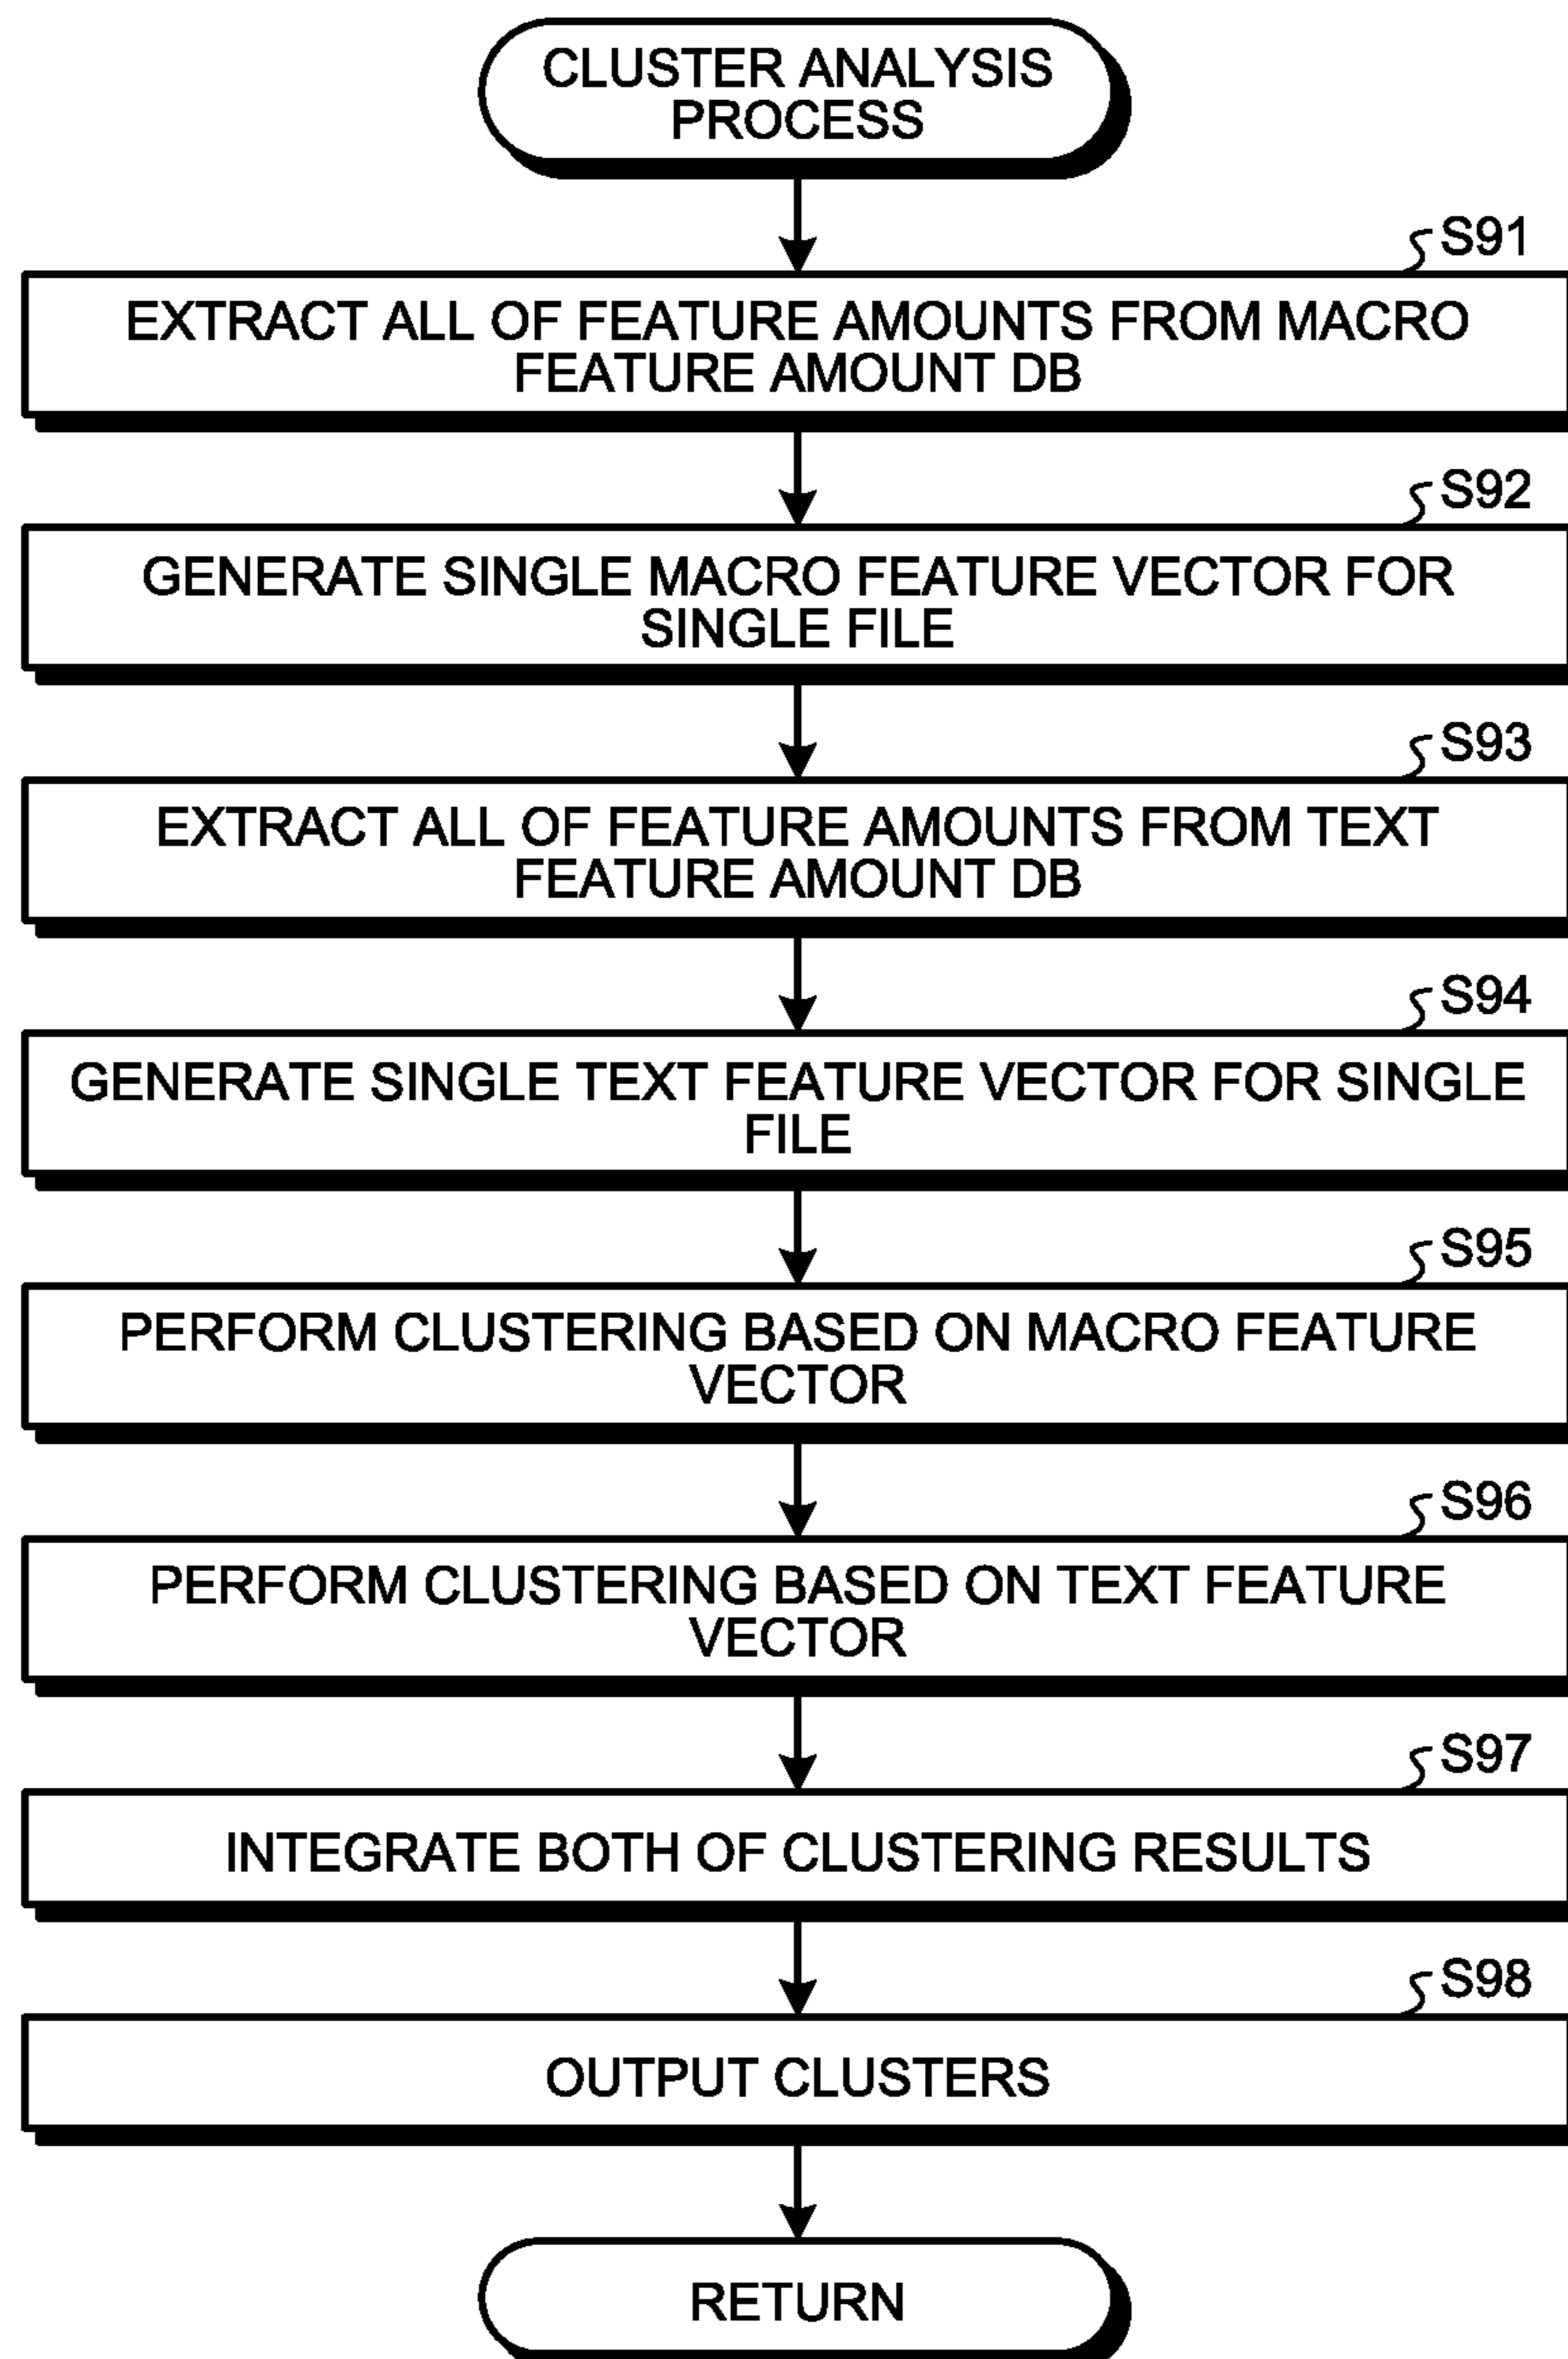 CLUSTER ANALYSIS
PROCESS
S91
EXTRACT ALL OF FEATURE AMOUNTS FROM MACRO
FEATURE AMOUNT DB
S92
GENERATE SINGLE MACRO FEATURE VECTOR FOR
SINGLE FILE
S93
EXTRACT ALL OF FEATURE AMOUNTS FROM TEXT
FEATURE AMOUNT DB
S94
GENERATE SINGLE TEXT FEATURE VECTOR FOR SINGLE
FILE
S95
PERFORM CLUSTERING BASED ON MACRO FEATURE
VECTOR
S96
PERFORM CLUSTERING BASED ON TEXT FEATURE
VECTOR
S97
INTEGRATE BOTH OF CLUSTERING RESULTS
S98
OUTPUT CLUSTERS
RETURN